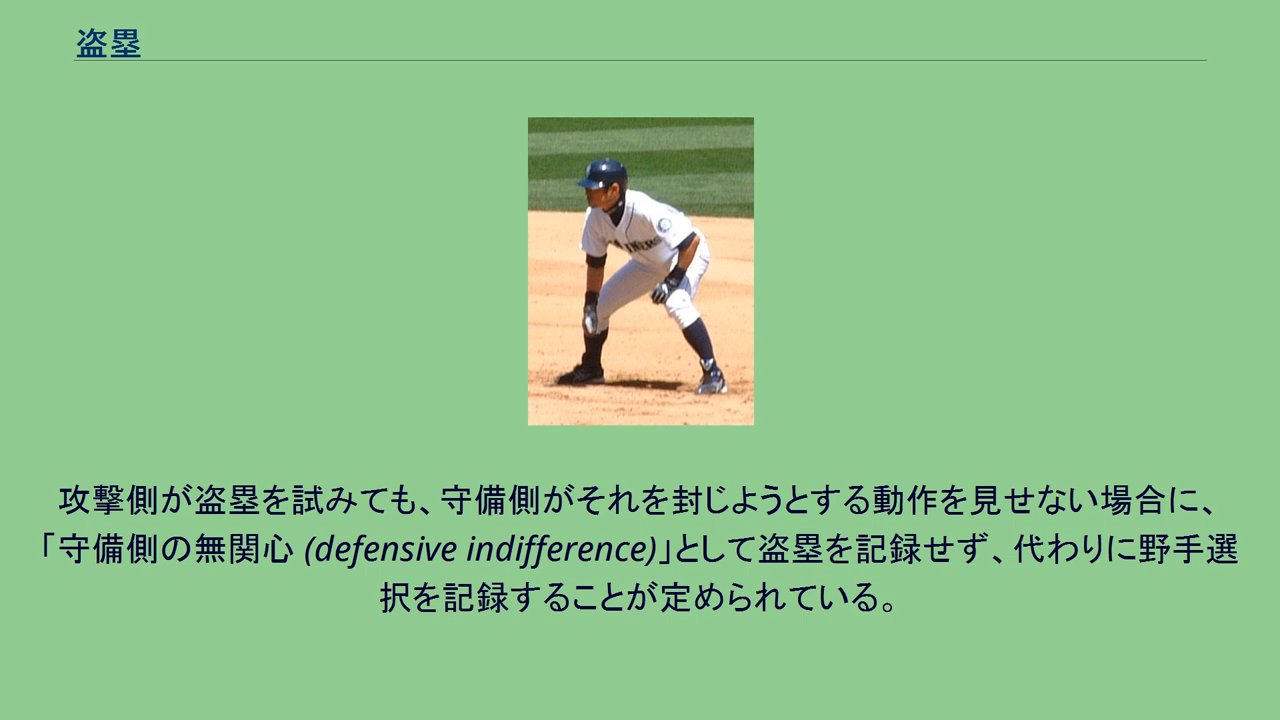 盗塁
攻撃側が盗塁を試みても、守備側がそれを封じようとする動作を見せない場合に、
「守備側の無関心 (defensive indifference)」として盗塁を記録せず、代わりに野手選
択を記録することが定められている。